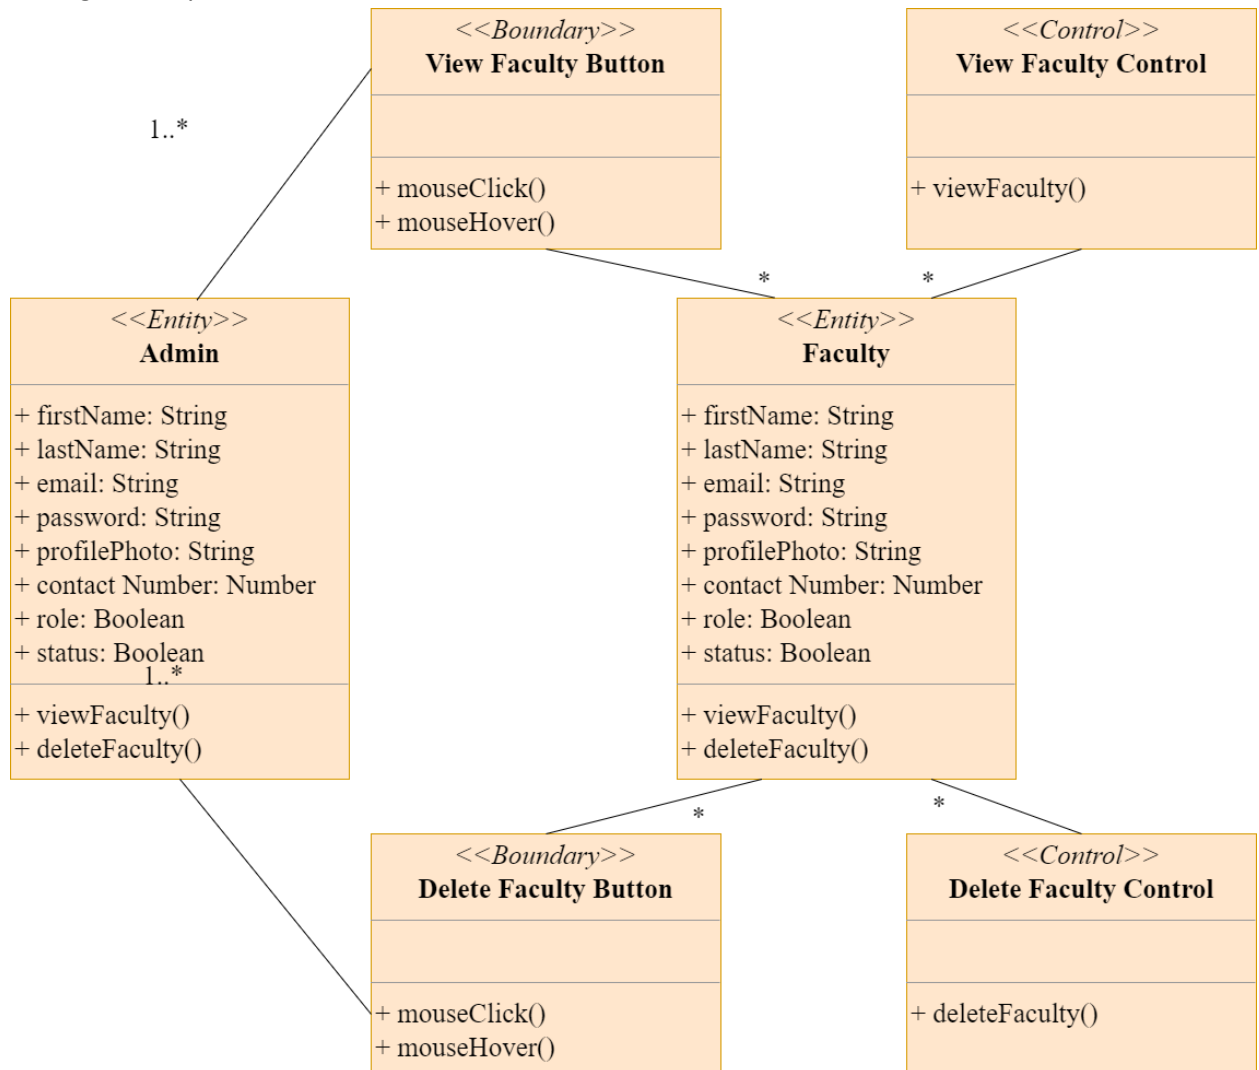 <<Boundary>>
View Faculty Button
+ mouseClick()
+ mouseHover()
<<Control>>
View Faculty Control
+ viewFaculty()
1..*
*
*
<<Entity>>
Admin
+ firstName: String
+ lastName: String
+ email: String
+ password: String
+ profilePhoto: String
+ contact Number: Number
+ role: Boolean
+ status: Boolean
1..*
+ viewFaculty()
+ deleteFaculty()
<<Entity>>
Faculty
+ firstName: String
+ lastName: String
+ email: String
+ password: String
+ profilePhoto: String
+ contact Number: Number
+ role: Boolean
+ status: Boolean
+ viewFaculty()
+ deleteFaculty()
*
*
<<Boundary>>
Delete Faculty Button
+ mouseClick()
+ mouseHover()
<<Control>>
Delete Faculty Control
+ deleteFaculty()